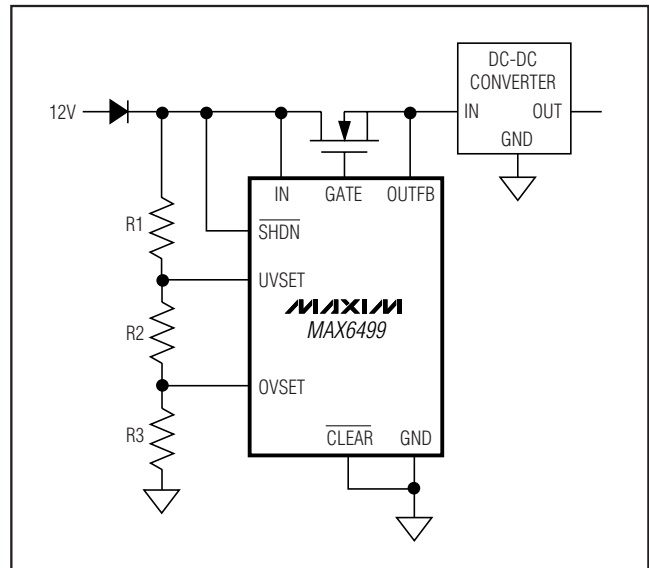 DC-DC
CONVERTER
12V
IN
OUT
GND
IN
GATE
OUTFB
R1
SHDN
UVSET
MAXIM
MAX6499
R2
OVSET
R3
CLEAR
GND